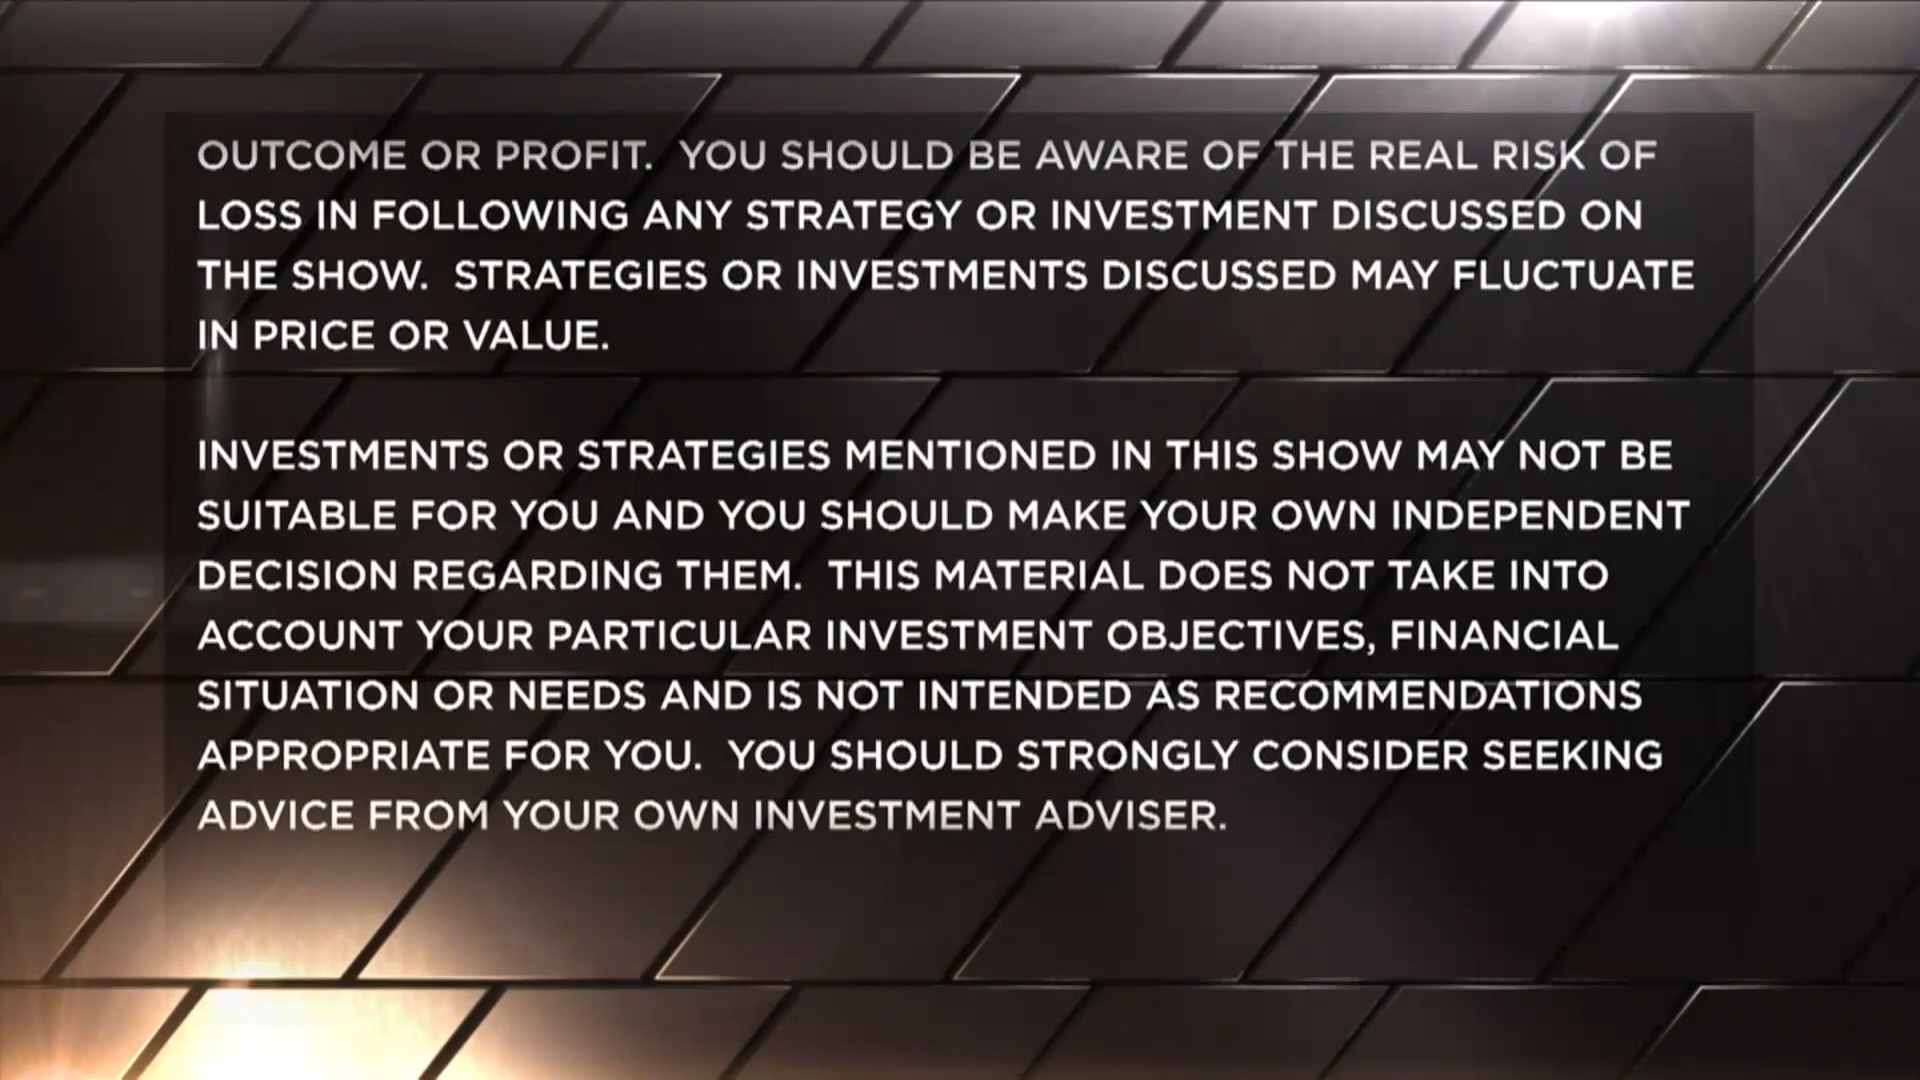 OUTCOME OR PROFIT. YOU SHOULD BE AWARE OF THE REAL RISK OF
LOSS IN FOLLOWING ANY STRATEGY OR INVESTMENT DISCUSSED ON
THE SHOW. STRATEGIES OR INVESTMENTS DISCUSSED MAY FLUCTUATE
IN PRICE OR VALUE.
INVESTMENTS OR STRATEGIES MENTIONED IN THIS SHOW MAY NOT BE
SUITABLE FOR YOU AND YOU SHOULD MAKE YOUR OWN INDEPENDENT
DECISION REGARDING THEM. THIS MATERIAL DOES NOT TAKE INTO
ACCOUNT YOUR PARTICULAR INVESTMENT OBJECTIVES, FINANCIAL
SITUATION OR NEEDS AND IS NOT INTENDED AS RECOMMENDATIONS
APPROPRIATE FOR YOU. YOU SHOULD STRONGLY CONSIDER SEEKING
ADVICE FROM YOUR OWN INVESTMENT ADVISER.